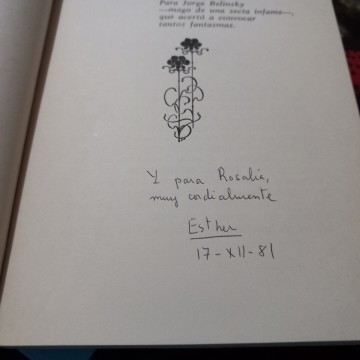 Para Jorge Belinsky
—mago de una secta infame—,
que acertó a convocar
tantos fantasmas.
Y para Rosalía,
muy cordialmente
Esther
17-XII-81